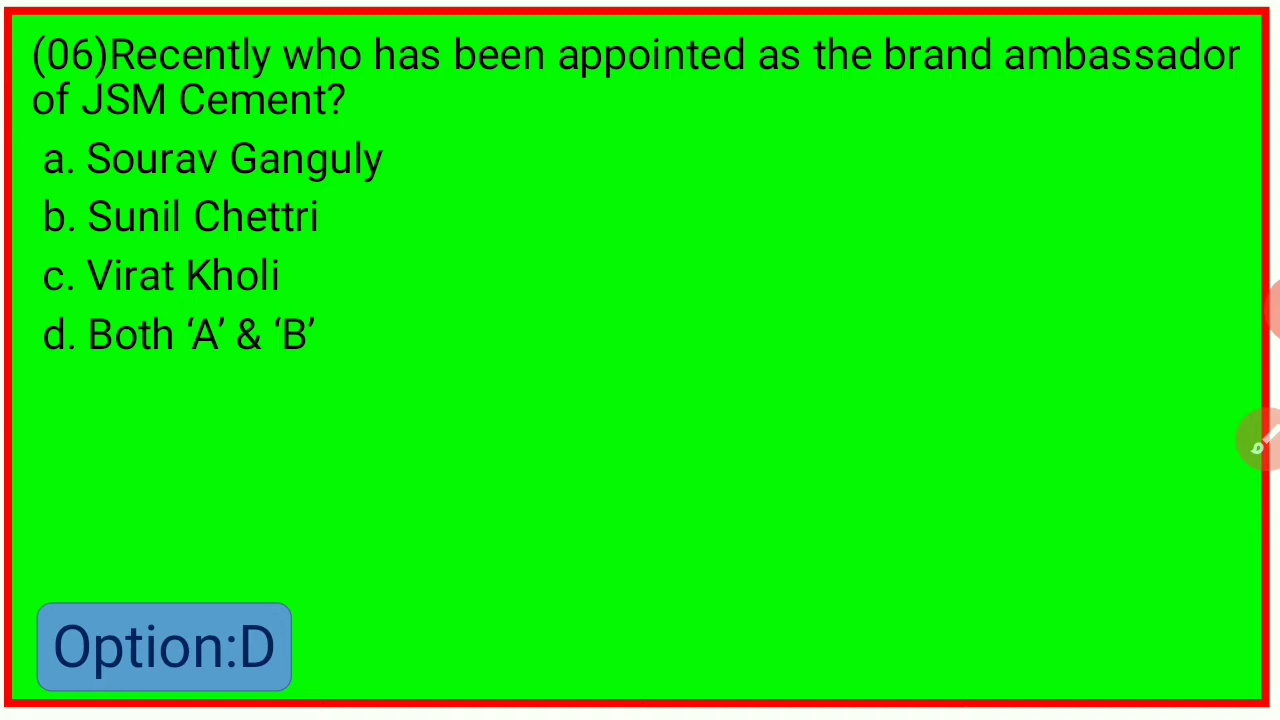 (06)Recently who has been appointed as the brand ambassador
of JSM Cement?
a. Sourav Ganguly
b. Sunil Chettri
c. Virat Kholi
d. Both ‘A’ & ‘B’
Option:D